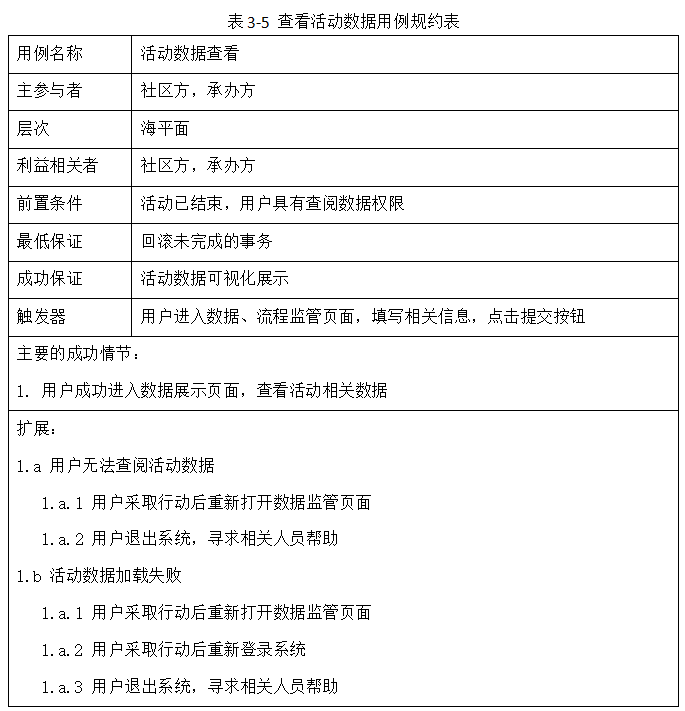 表 3-5 查看活动数据用例规约表
用例名称 活动数据查看
主参与者 社区方，承办方
层次 海平面
利益相关者 社区方，承办方
前置条件 活动已结束，用户具有查阅数据权限
最低保证 回滚未完成的事务
成功保证 活动数据可视化展示
触发器 用户进入数据、流程监管页面，填写相关信息，点击提交按钮
主要的成功情节：
1. 用户成功进入数据展示页面，查看活动相关数据
扩展：
1.a 用户无法查阅活动数据
1.a.1 用户采取行动后重新打开数据监管页面
1.a.2 用户退出系统，寻求相关人员帮助
1.b 活动数据加载失败
1.a.1 用户采取行动后重新打开数据监管页面
1.a.2 用户采取行动后重新登录系统
1.a.3 用户退出系统，寻求相关人员帮助